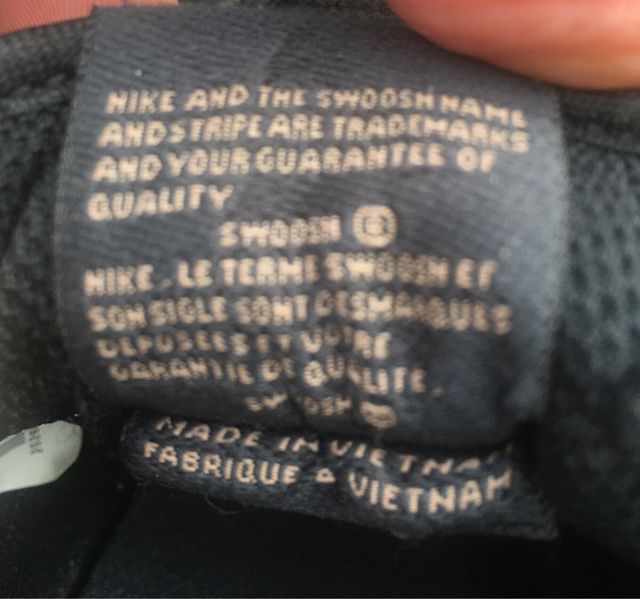 NIKE AND THE SWOOSH NAME
AND STRIPE ARE TRADEMARKS
AND YOUR GUARANTEE OF
QUALITY
SWOOSH ®
NIKE, LE TERME SWOOSH ET
SON SIGLE SONT DES MARQUES
DEPOSEES ET VOTRE
GARANTIE DE QUALITE.
SWOOSH ®
MADE IN VIETNAM
FABRIQUE A VIETNAM